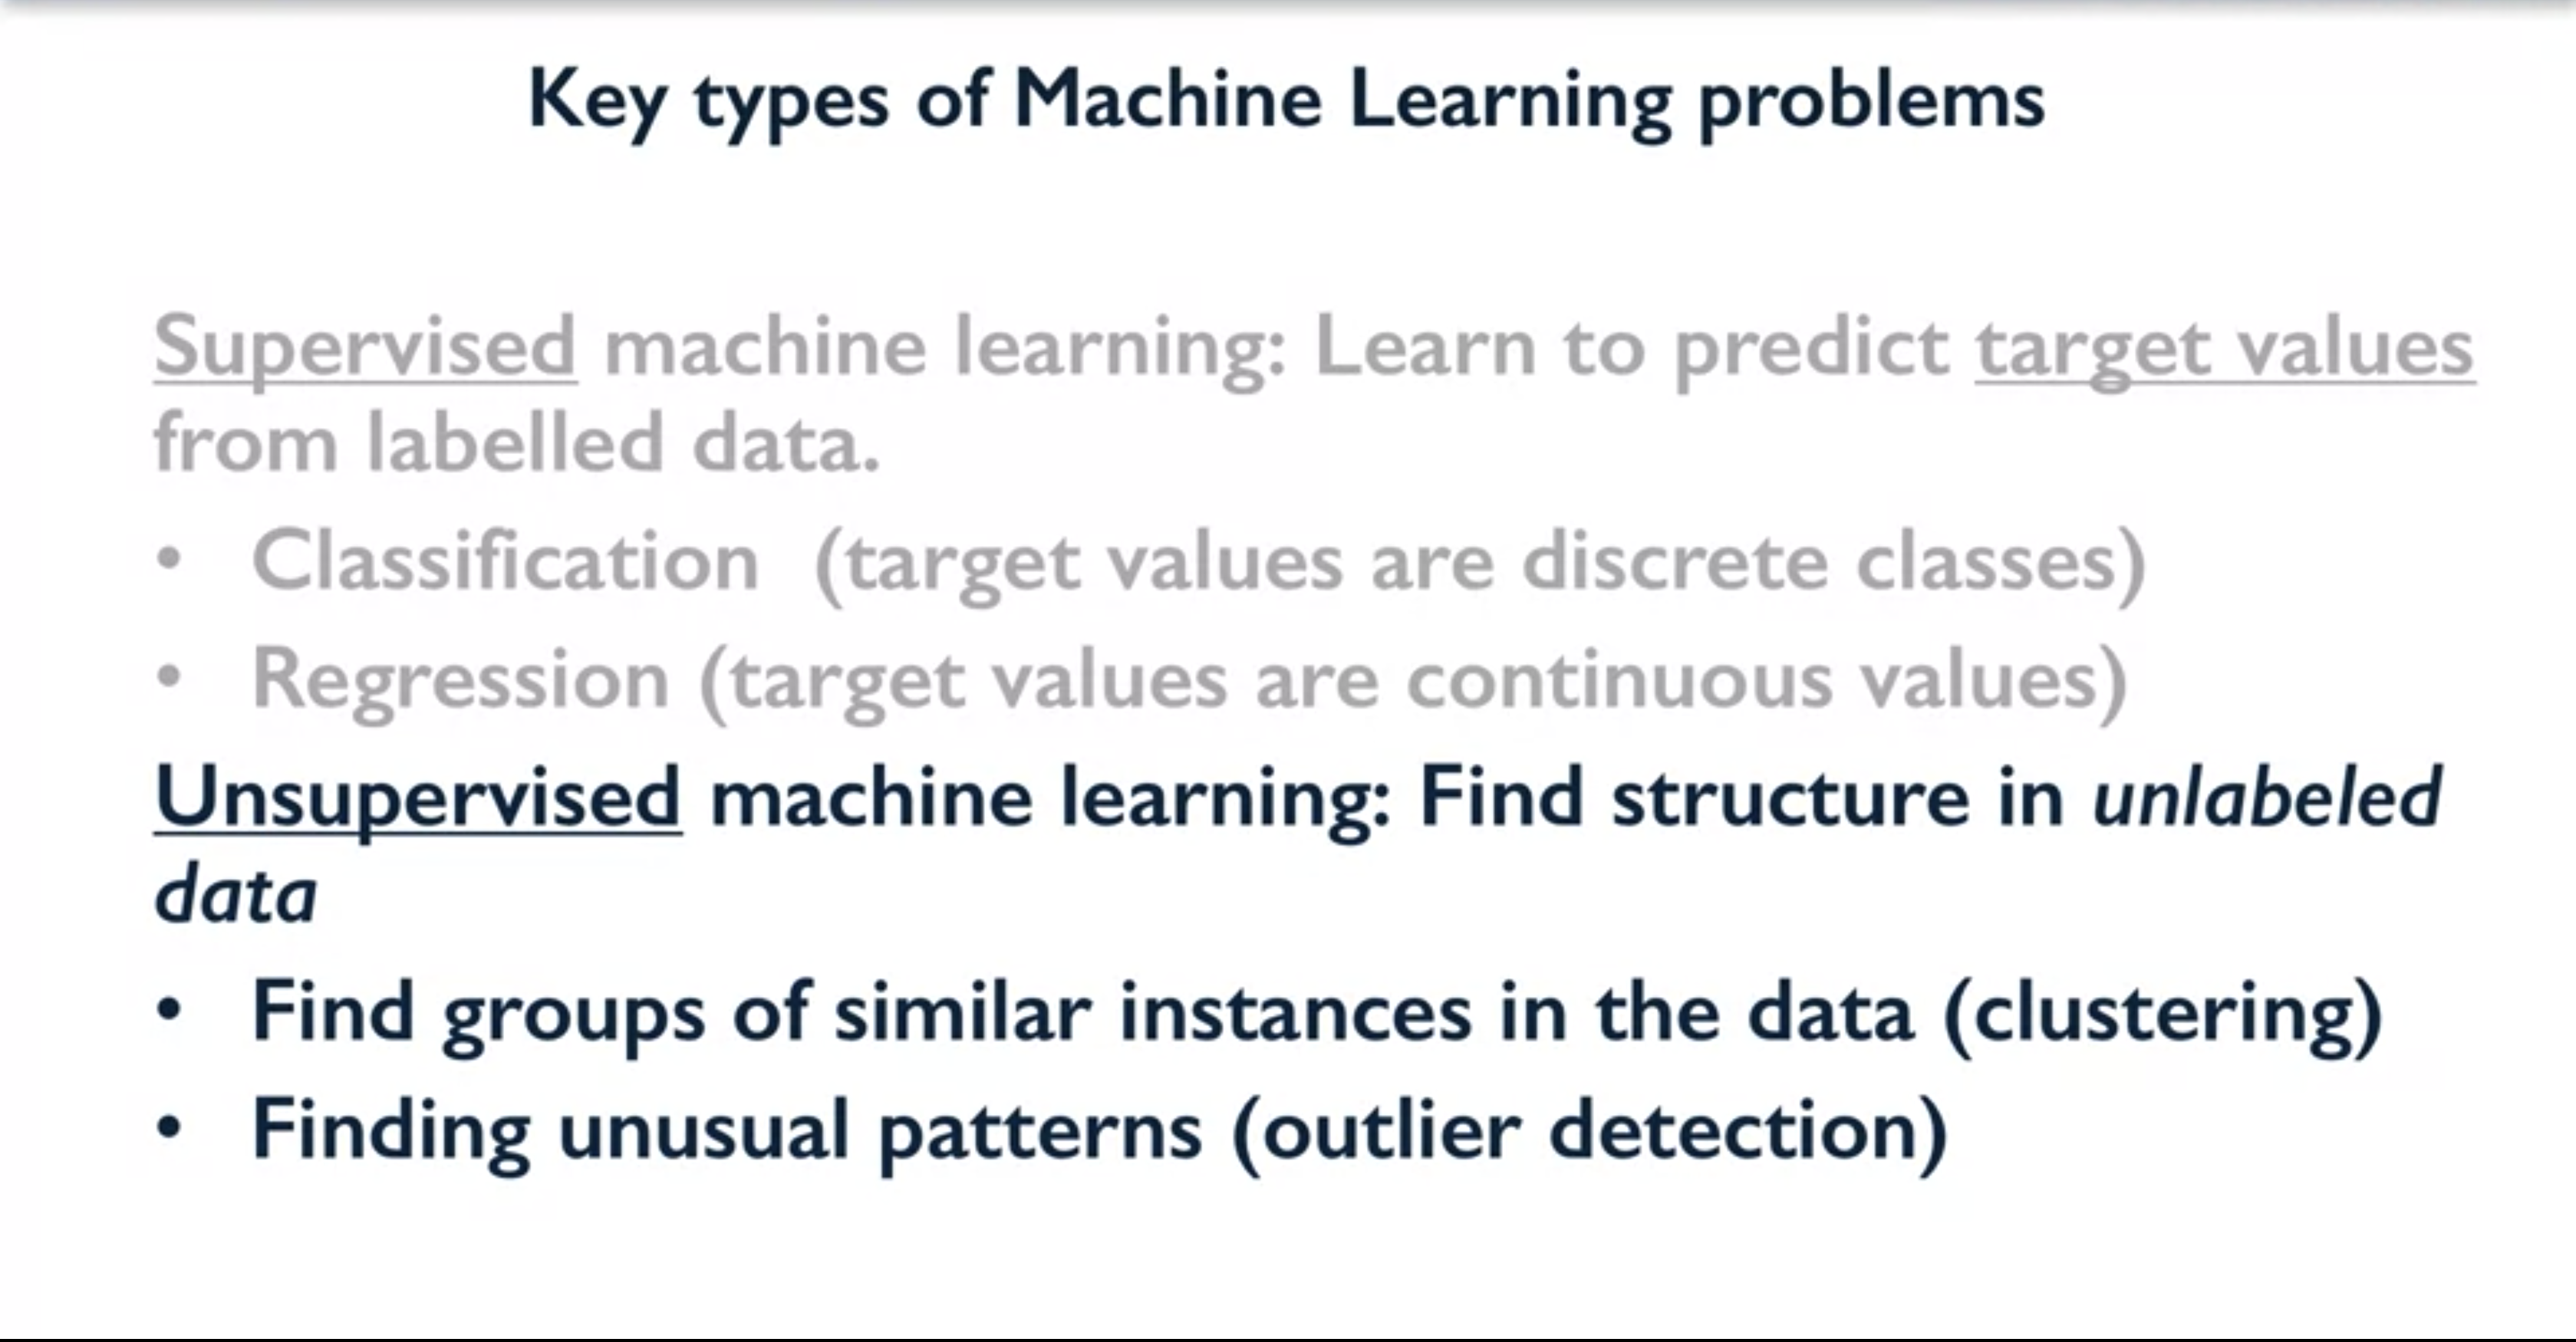 Key types of Machine Learning problems
Supervised machine learning: Learn to predict target values
from labelled data.
• Classification (target values are discrete classes)
• Regression (target values are continuous values)
Unsupervised machine learning: Find structure in unlabeled
data
• Find groups of similar instances in the data (clustering)
• Finding unusual patterns (outlier detection)